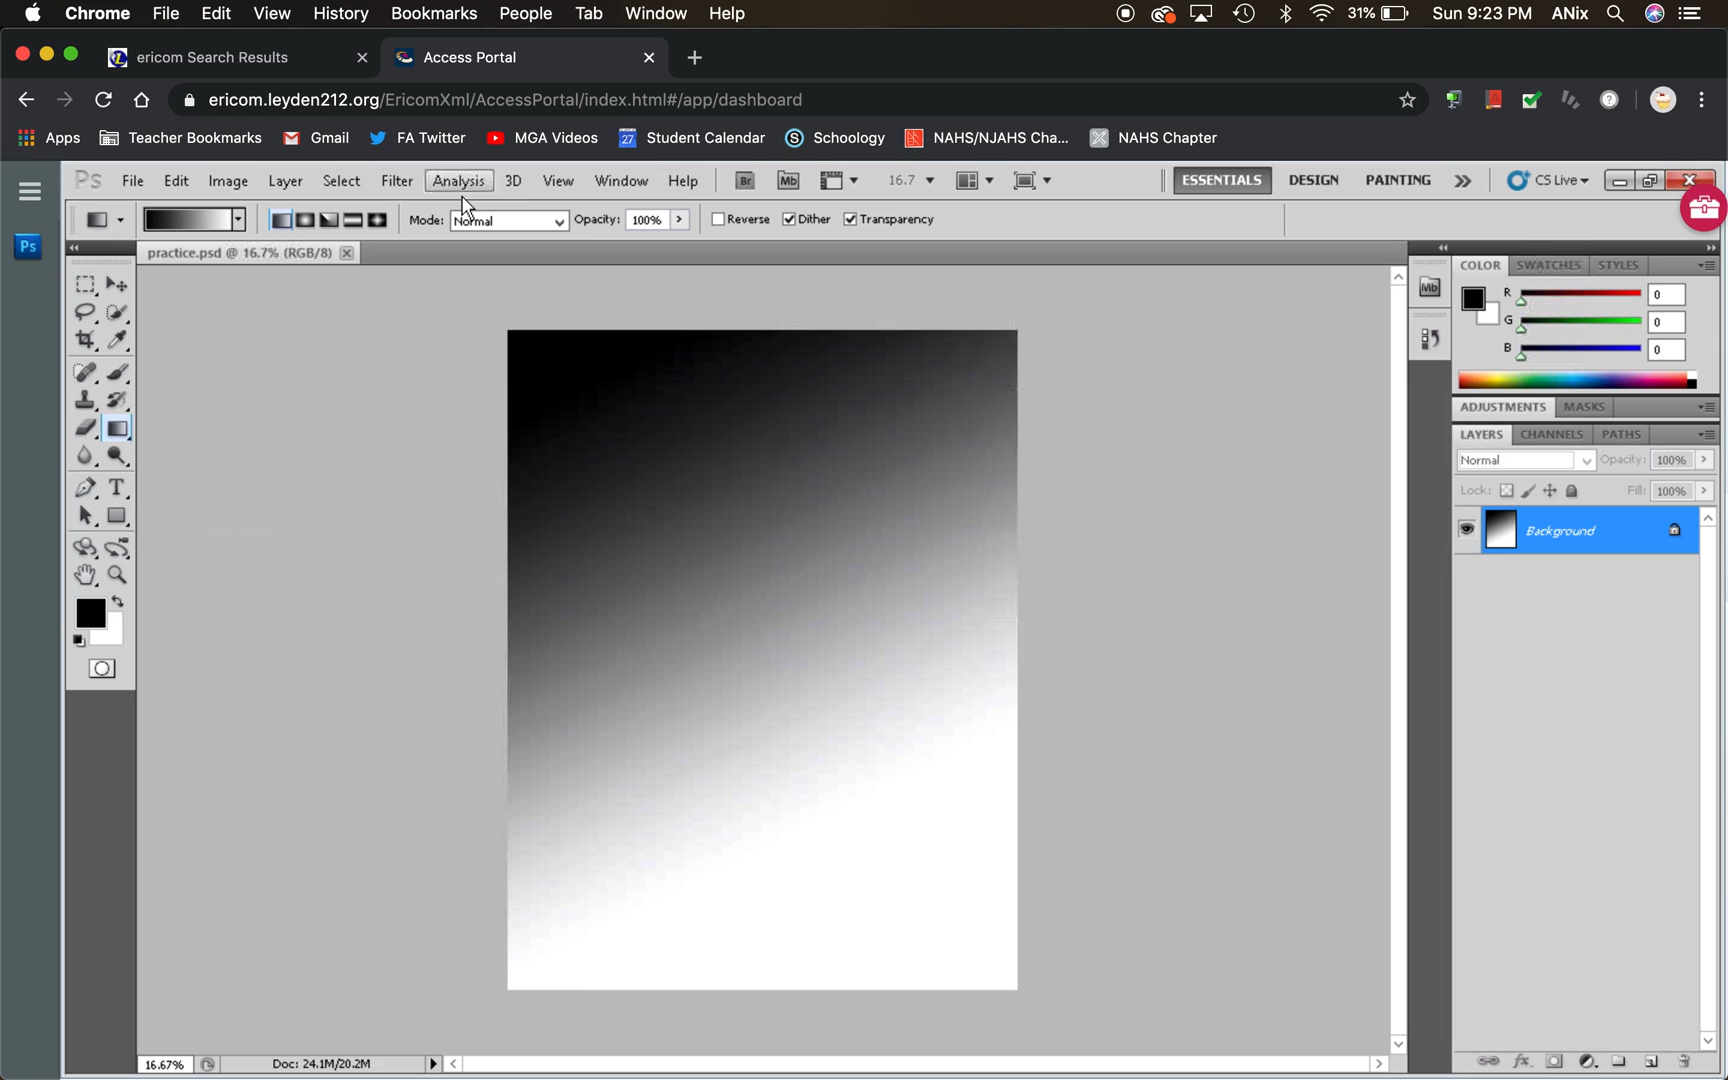 Chrome File Edit View History Bookmarks People Tab Window Help 31% Sun 9:23 PM ANix
ericom Search Results Access Portal
ericom.leyden212.org/EricomXml/AccessPortal/index.html#/app/dashboard
Apps Teacher Bookmarks Gmail FA Twitter MGA Videos 27 Student Calendar S Schoology NAHS/NJAHS Cha... NAHS Chapter
Ps File Edit Image Layer Select Filter Analysis 3D View Window Help Br Mb 16.7 ESSENTIALS DESIGN PAINTING CS Live
Mode: Normal Opacity: 100% Reverse Dither Transparency
Ps
practice.psd @ 16.7% (RGB/8)
COLOR SWATCHES STYLES
Mb
R 0
G 0
B 0
ADJUSTMENTS MASKS
LAYERS CHANNELS PATHS
Normal Opacity: 100%
Lock: Fill: 100%
Background
T
16.67% Doc: 24.1M/20.2M
fx